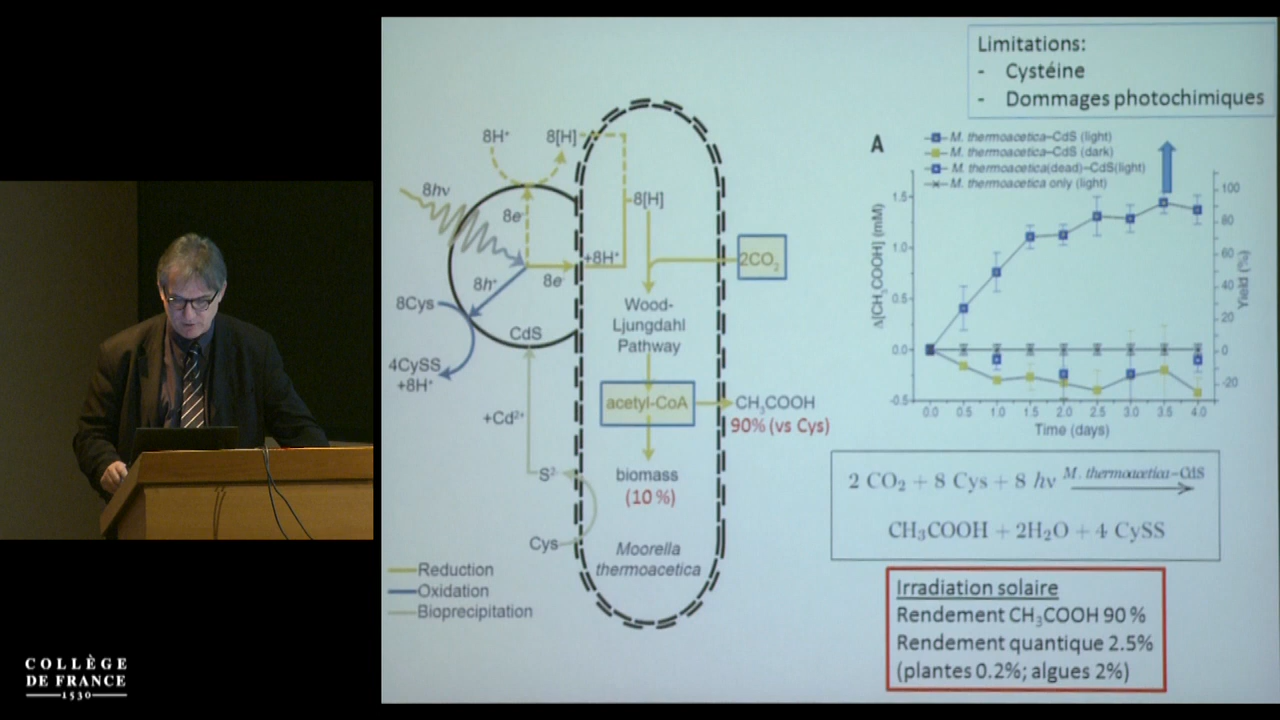 Limitations:
- Cystéine
- Dommages photochimiques
8H⁺
8[H]
8hν
8e⁻
8[H]
+8H⁺
8e⁻
8h⁺
2CO₂
8Cys
CdS
4CySS
+8H⁺
Wood-
Ljungdahl
Pathway
acetyl-CoA
CH₃COOH
90% (vs Cys)
+Cd²⁺
S²⁻
biomass
(10 %)
Cys
Moorella
thermoacetica
Reduction
Oxidation
Bioprecipitation
A
M. thermoacetica–CdS (light)
M. thermoacetica–CdS (dark)
M. thermoacetica(dead)–CdS(light)
M. thermoacetica only (light)
Δ[CH₃COOH] (mM)
1.5
1.0
0.5
0.0
-0.5
100
80
60
40
20
0
-20
Yield (%)
0.0 0.5 1.0 1.5 2.0 2.5 3.0 3.5 4.0
Time (days)
2 CO₂ + 8 Cys + 8 hν M. thermoacetica–CdS
CH₃COOH + 2H₂O + 4 CySS
Irradiation solaire
Rendement CH₃COOH 90 %
Rendement quantique 2.5%
(plantes 0.2%; algues 2%)
COLLÈGE
DE FRANCE
1530